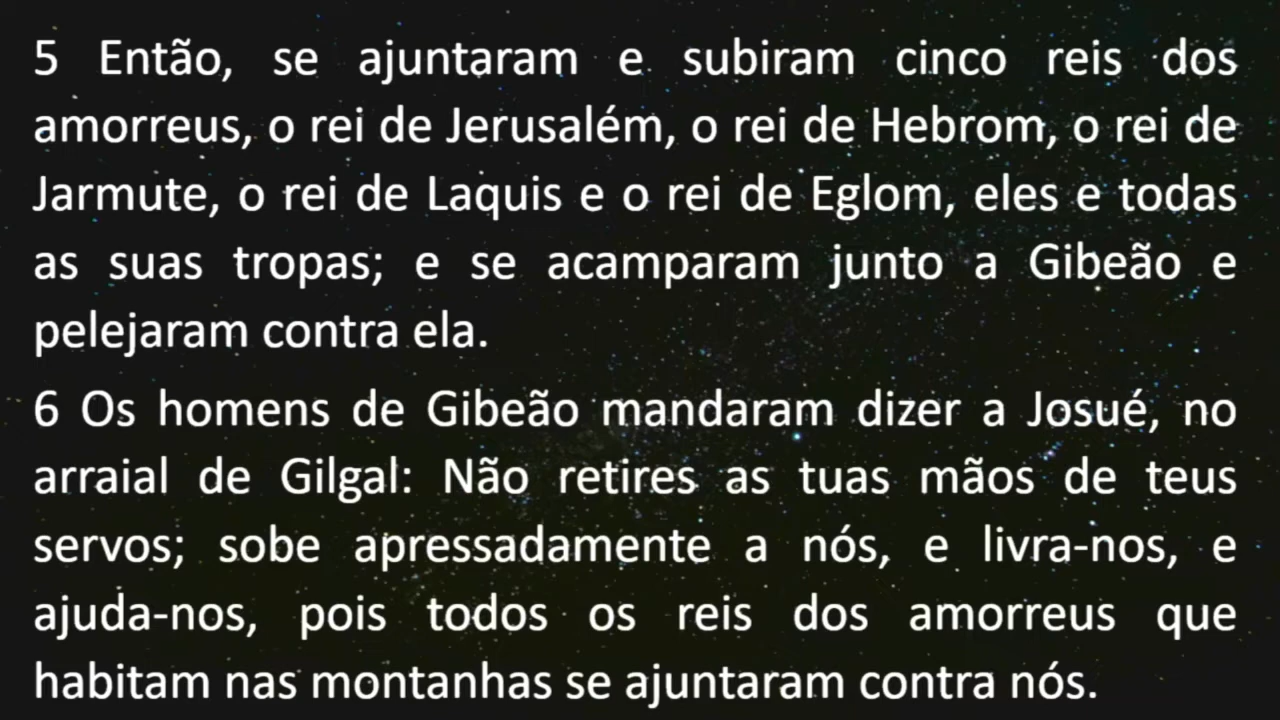 5 Então, se ajuntaram e subiram cinco reis dos
amorreus, o rei de Jerusalém, o rei de Hebrom, o rei de
Jarmute, o rei de Laquis e o rei de Eglom, eles e todas
as suas tropas; e se acamparam junto a Gibeão e
pelejaram contra ela.
6 Os homens de Gibeão mandaram dizer a Josué, no
arraial de Gilgal: Não retires as tuas mãos de teus
servos; sobe apressadamente a nós, e livra-nos, e
ajuda-nos, pois todos os reis dos amorreus que
habitam nas montanhas se ajuntaram contra nós.